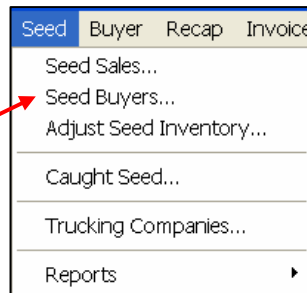 Seed Buyer Recap Invoice
Seed Sales...
Seed Buyers...
Adjust Seed Inventory...
Caught Seed...
Trucking Companies...
Reports